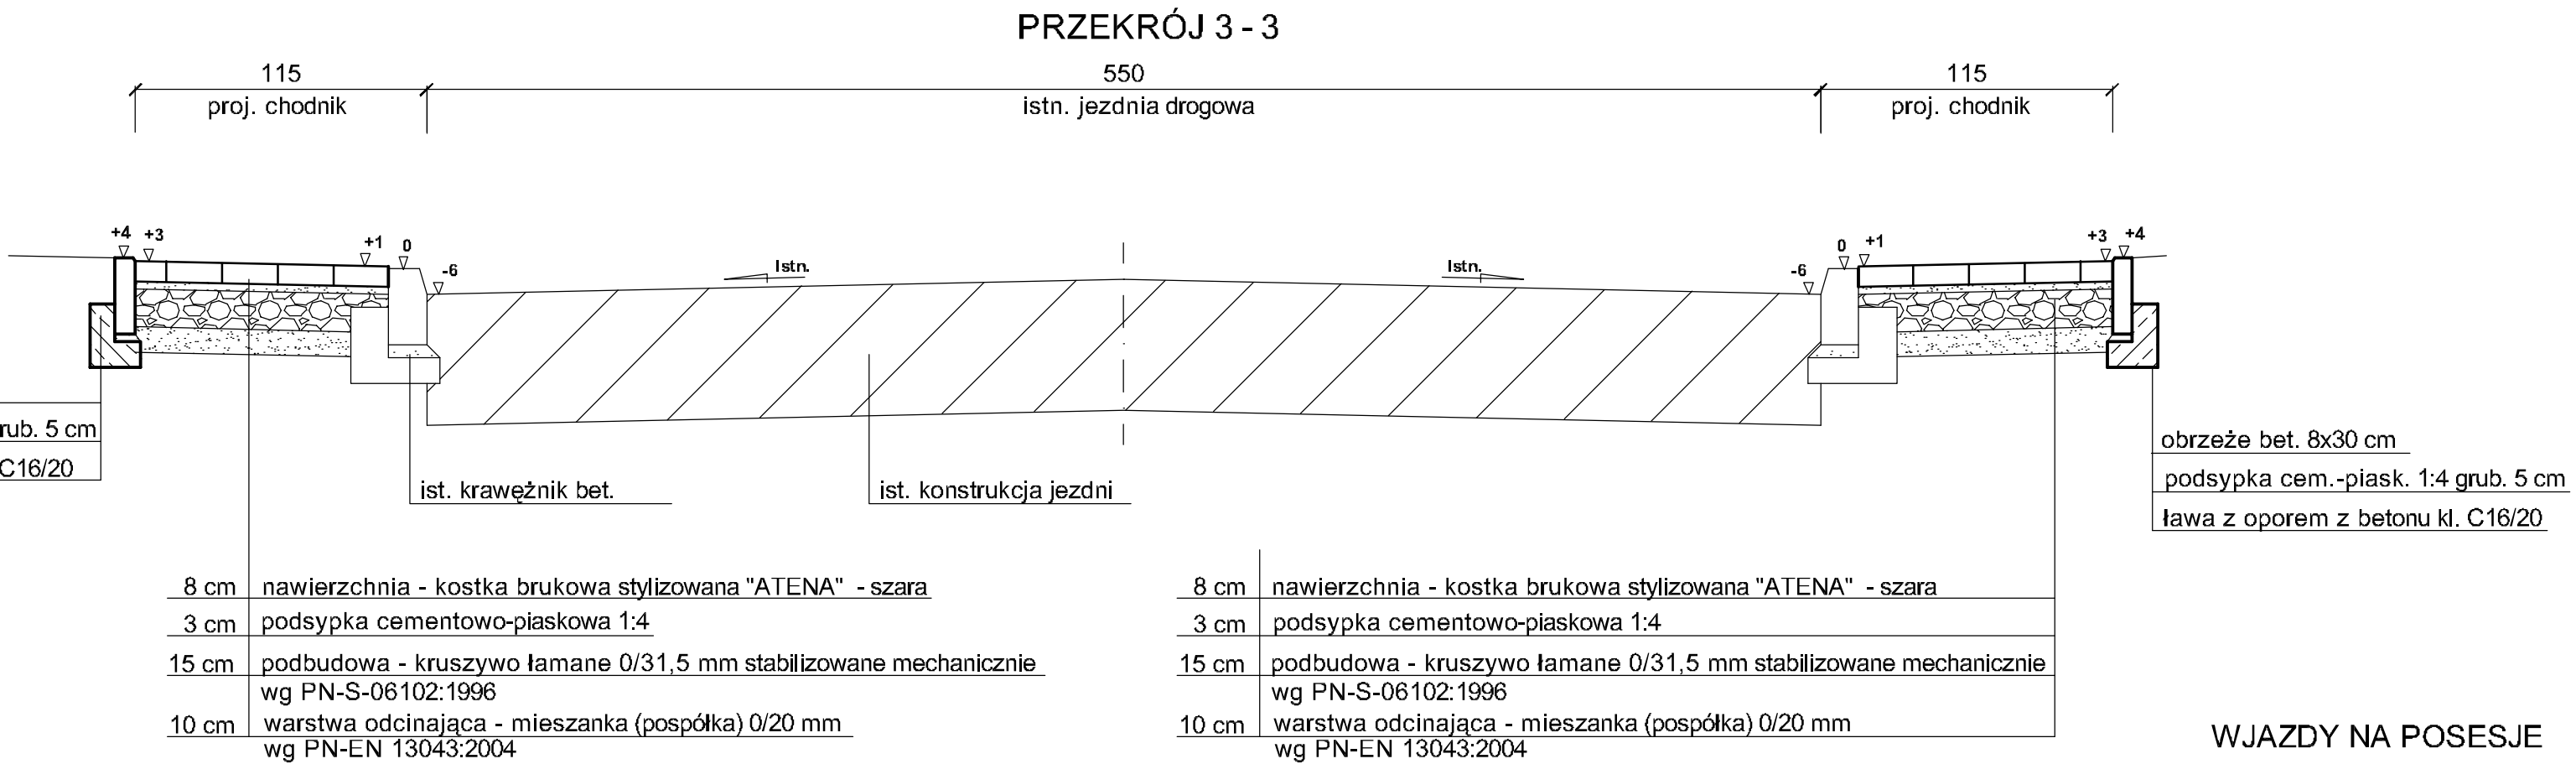 PRZEKRÓJ 3 - 3
115
550
115
proj. chodnik
istn. jezdnia drogowa
proj. chodnik
+4
+3
+1
0
-6
Istn.
Istn.
-6
0
+1
+3
+4
rub. 5 cm
C16/20
ist. krawężnik bet.
ist. konstrukcja jezdni
obrzeże bet. 8x30 cm
podsypka cem.-piask. 1:4 grub. 5 cm
ława z oporem z betonu kl. C16/20
8 cm nawierzchnia - kostka brukowa stylizowana "ATENA" - szara
3 cm podsypka cementowo-piaskowa 1:4
15 cm podbudowa - kruszywo łamane 0/31,5 mm stabilizowane mechanicznie
wg PN-S-06102:1996
10 cm warstwa odcinająca - mieszanka (pospółka) 0/20 mm
wg PN-EN 13043:2004
8 cm nawierzchnia - kostka brukowa stylizowana "ATENA" - szara
3 cm podsypka cementowo-piaskowa 1:4
15 cm podbudowa - kruszywo łamane 0/31,5 mm stabilizowane mechanicznie
wg PN-S-06102:1996
10 cm warstwa odcinająca - mieszanka (pospółka) 0/20 mm
wg PN-EN 13043:2004
WJAZDY NA POSESJE